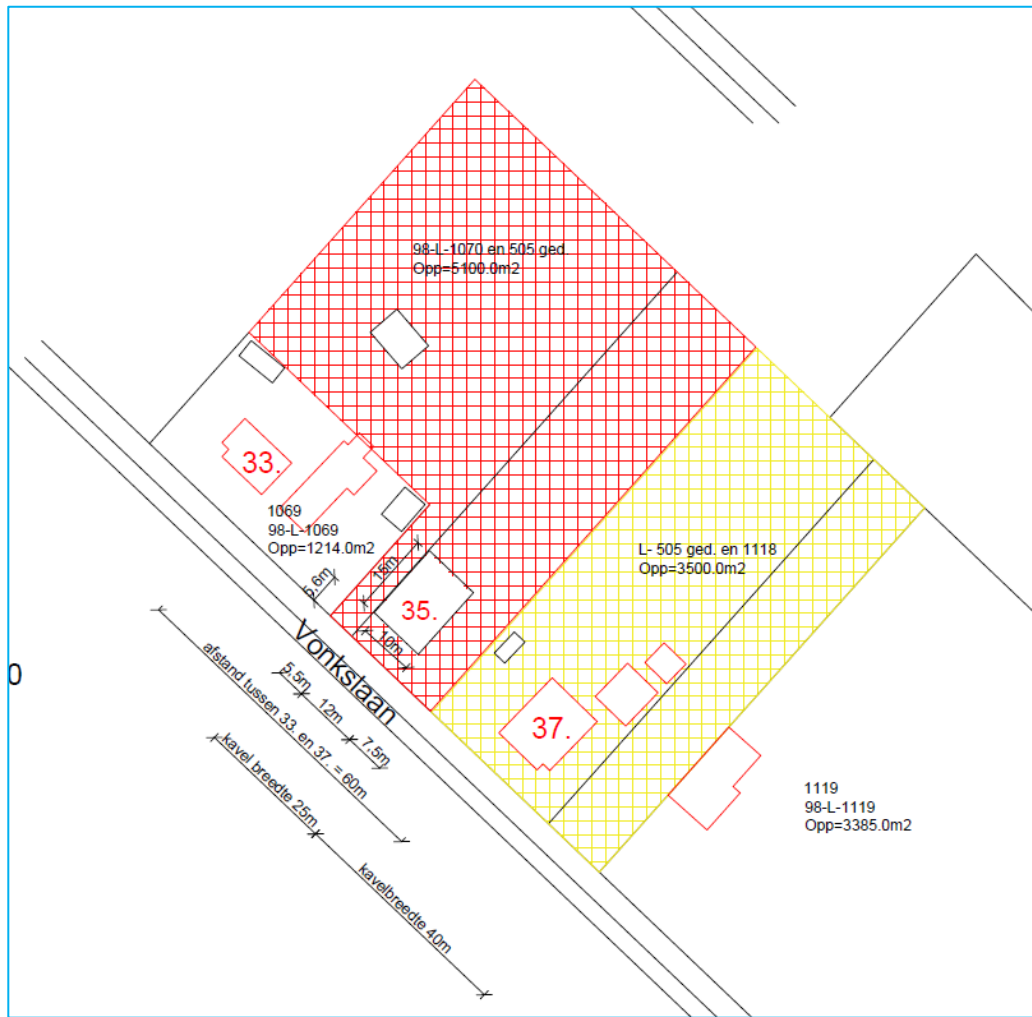 98-L-1070 en 505 ged.
Opp=5100.0m2
33.
1069
98-L-1069
Opp=1214.0m2
L- 505 ged. en 1118
Opp=3500.0m2
15m
5,6m
35.
10m
Vonkslaan
0
afstand tussen 33. en 37. = 60m
5.5m
12m
7,5m
37.
kavel breedte 25m
kavelbreedte 40m
1119
98-L-1119
Opp=3385.0m2